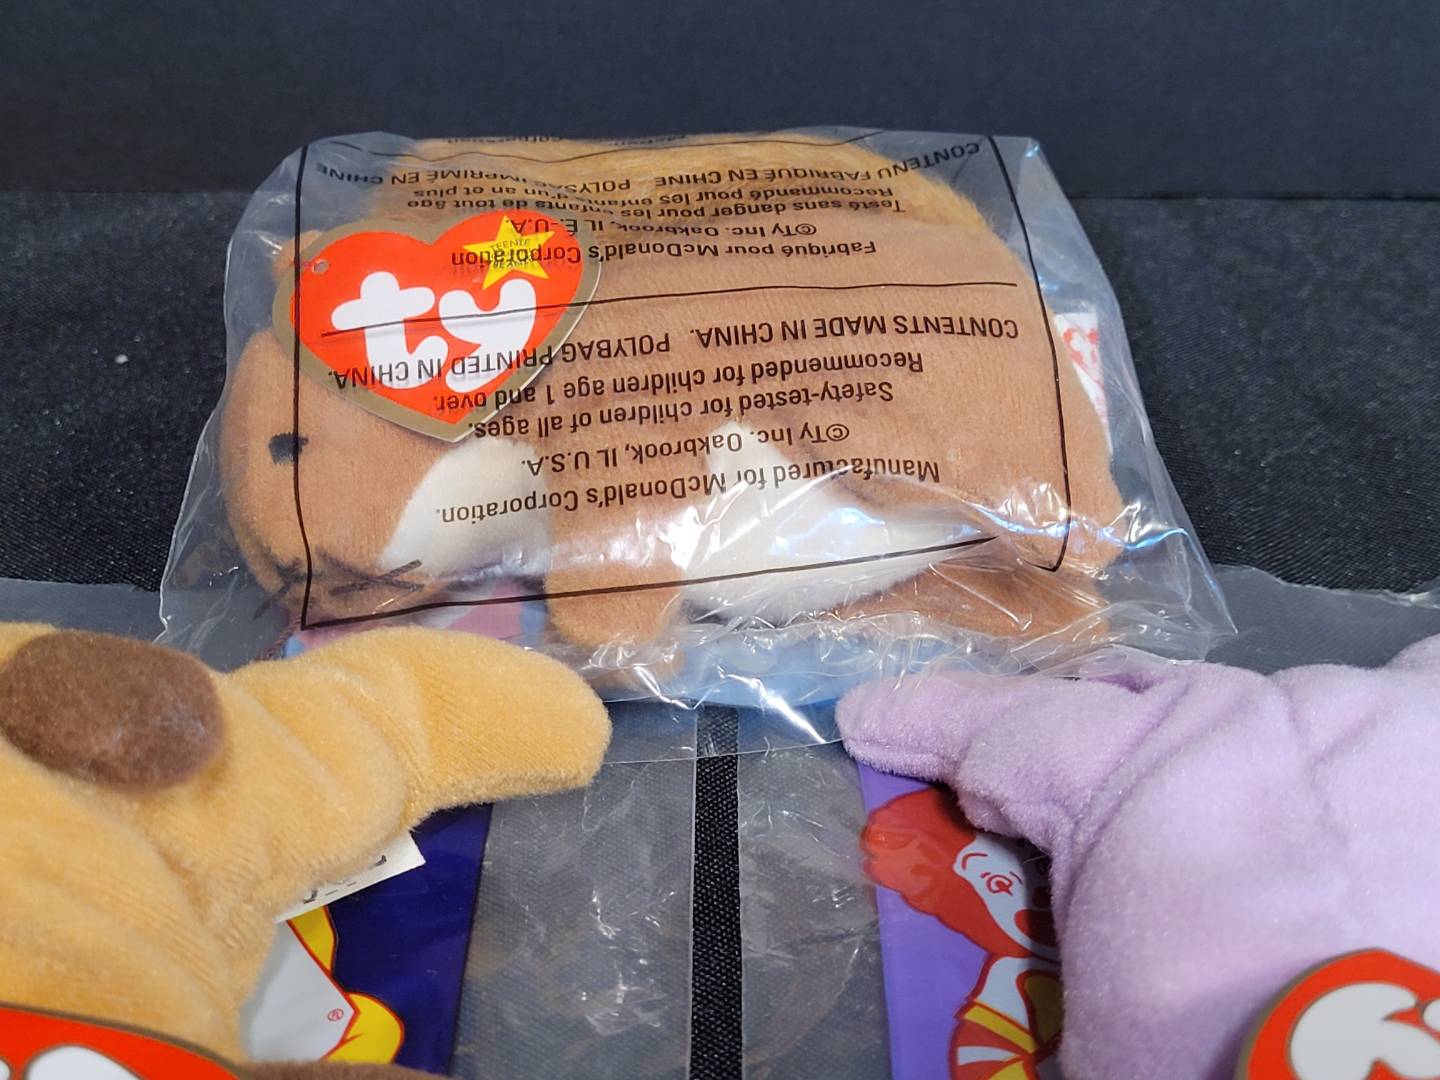 Manufactured for McDonald's Corporation.
©Ty Inc. Oakbrook, IL U.S.A.
Safety-tested for children of all ages.
Recommended for children age 1 and over.
CONTENTS MADE IN CHINA. POLYBAG PRINTED IN CHINA.
Fabriqué pour McDonald's Corporation
©Ty Inc. Oakbrook, IL E.-U.A.
Testé sans danger pour les enfants de tout âge
Recommandé pour les enfants d'un an et plus
CONTENU FABRIQUÉ EN CHINE POLYSAC IMPRIMÉ EN CHINE
ty
TEENIE
®